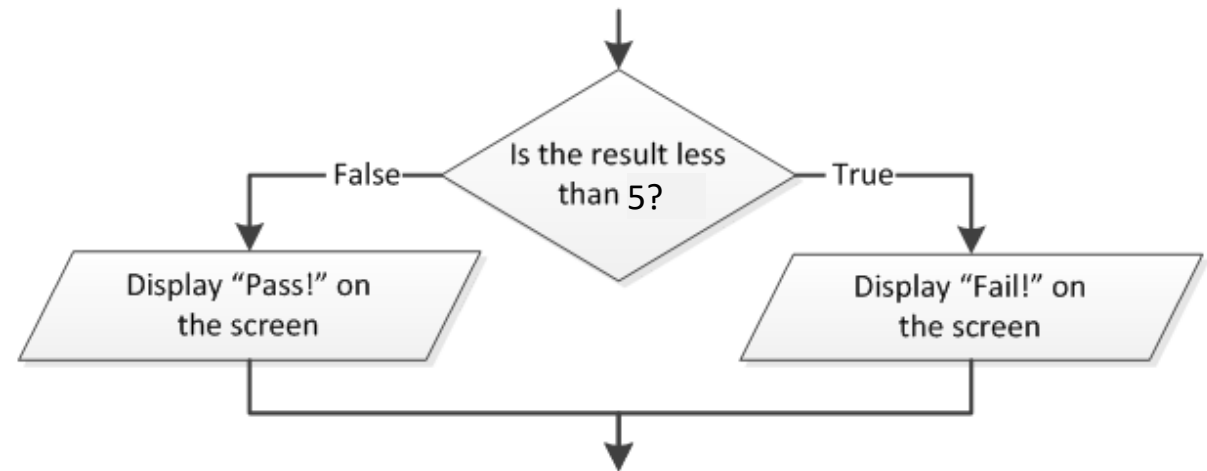 Is the result less
than 5?
False
True
Display “Pass!” on
the screen
Display “Fail!” on
the screen